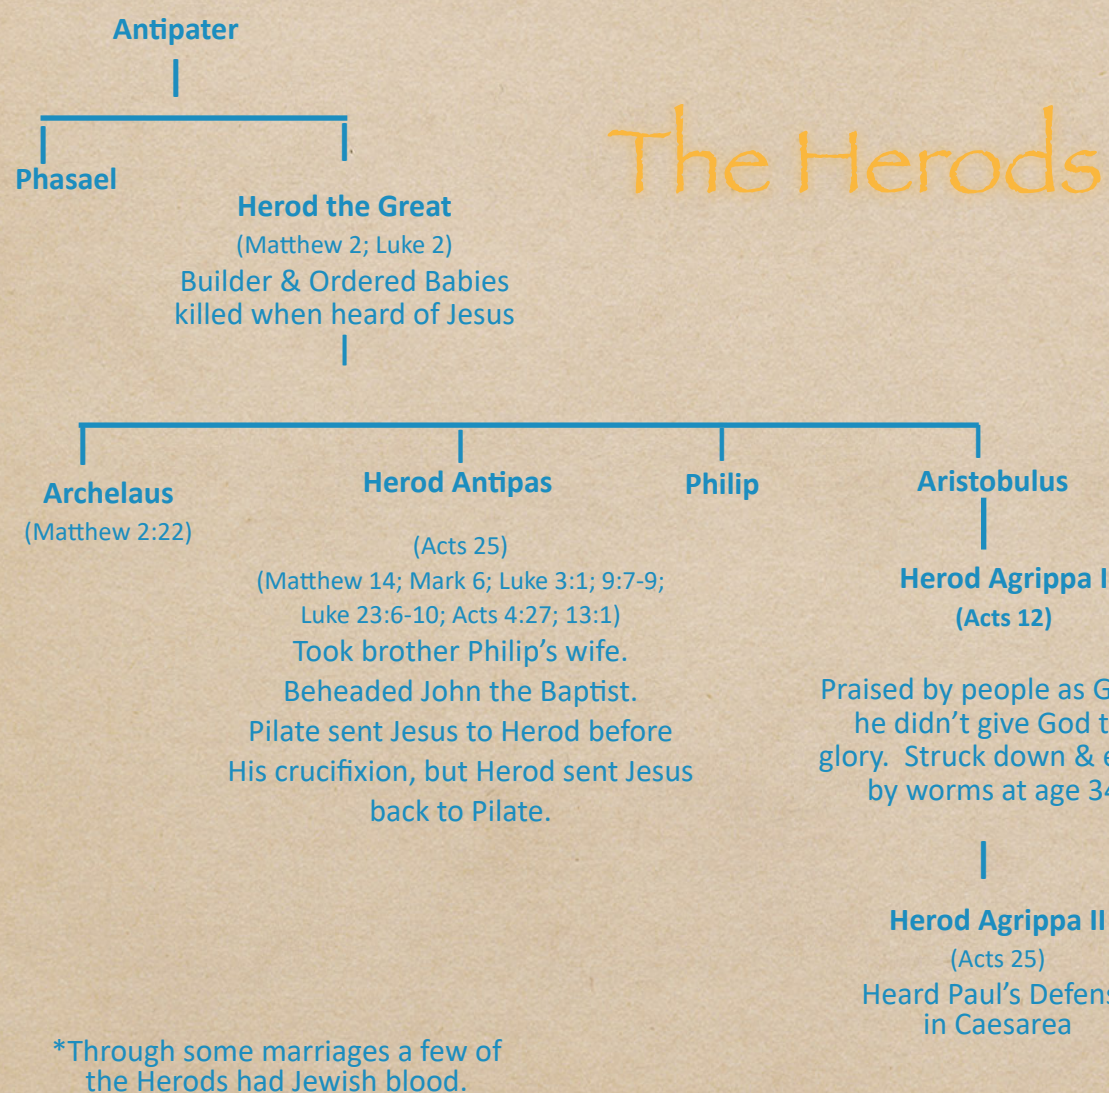 Antipater
The Herods
Phasael
Herod the Great
(Matthew 2; Luke 2)
Builder & Ordered Babies
killed when heard of Jesus
Archelaus
(Matthew 2:22)
Herod Antipas
(Acts 25)
(Matthew 14; Mark 6; Luke 3:1; 9:7-9;
Luke 23:6-10; Acts 4:27; 13:1)
Took brother Philip’s wife.
Beheaded John the Baptist.
Pilate sent Jesus to Herod before
His crucifixion, but Herod sent Jesus
back to Pilate.
Philip
Aristobulus
Herod Agrippa I
(Acts 12)
Praised by people as
he didn’t give God
glory. Struck down &
by worms at age 34
Herod Agrippa II
(Acts 25)
Heard Paul’s
in Caesarea
*Through some marriages a few of
the Herods had Jewish blood.